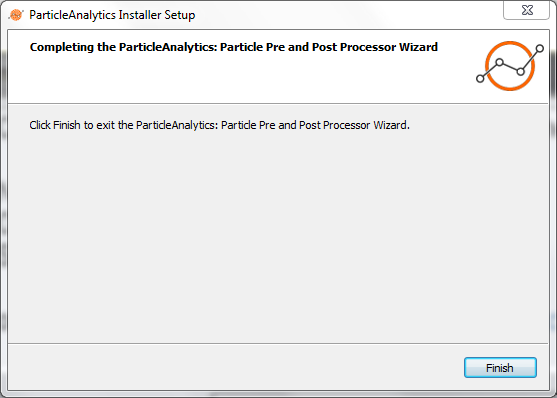 ParticleAnalytics Installer Setup
Completing the ParticleAnalytics: Particle Pre and Post Processor Wizard
Click Finish to exit the ParticleAnalytics: Particle Pre and Post Processor Wizard.
Finish